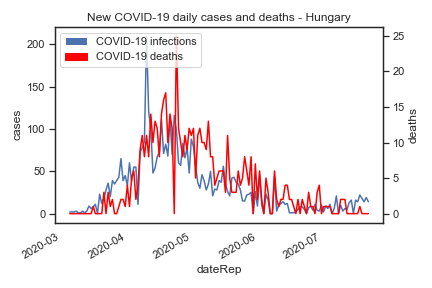 New COVID-19 daily cases and deaths - Hungary
COVID-19 infections
COVID-19 deaths
200
150
100
50
0
cases
25
20
15
10
5
0
deaths
2020-03
2020-04
2020-05
2020-06
2020-07
dateRep